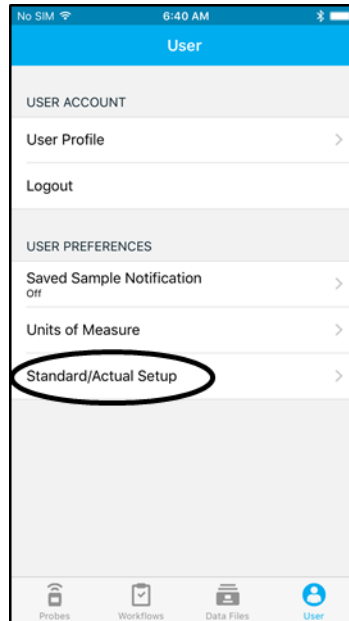 No SIM 6:40 AM
User
USER ACCOUNT
User Profile
Logout
USER PREFERENCES
Saved Sample Notification
Off
Units of Measure
Standard/Actual Setup
Probes Workflows Data Files User